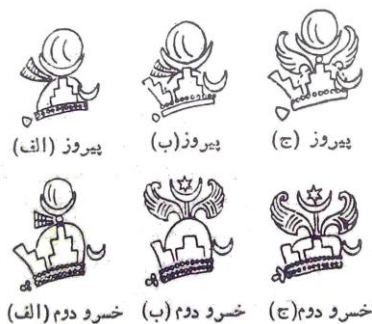 پیروز (الف) پیروز (ب) پیروز (ج)
خسرو دوم (الف) خسرو دوم (ب) خسرو دوم (ج)